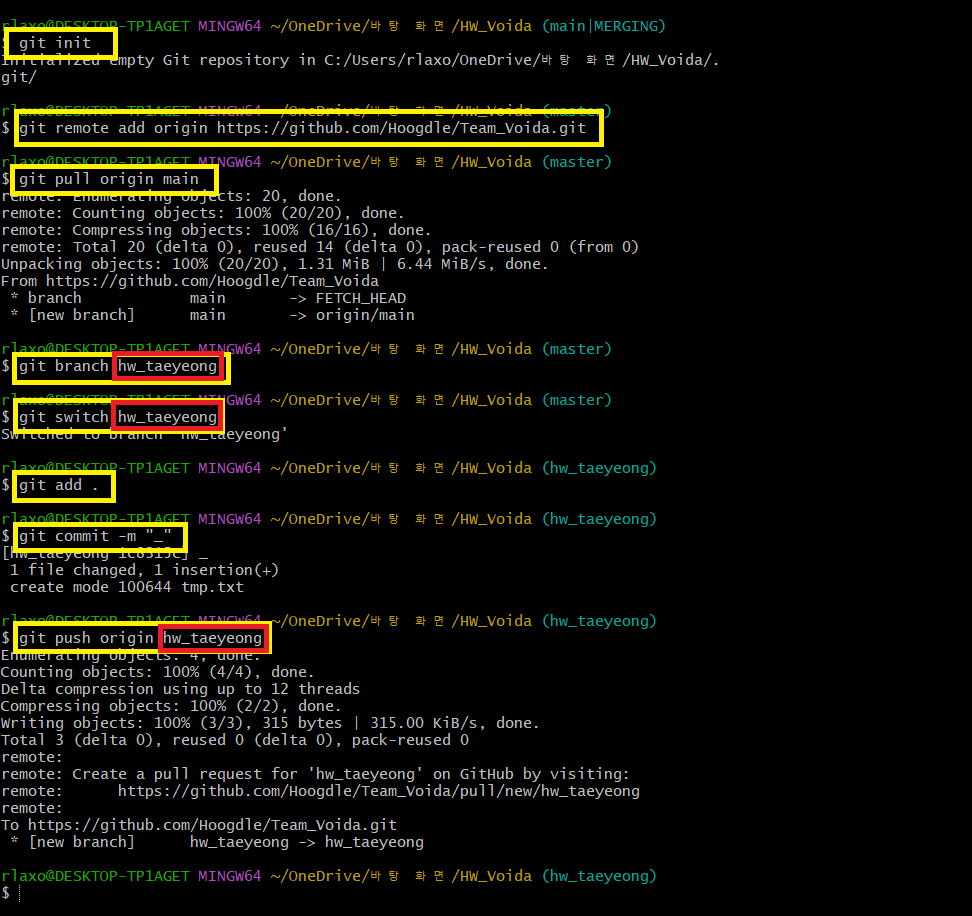 rlaxo@DESKTOP-TP1AGET MINGW64 ~/OneDrive/바탕 화면/HW_Voida (main|MERGING)
$ git init
Initialized empty Git repository in C:/Users/rlaxo/OneDrive/바탕 화면/HW_Voida/.
git/
rlaxo@DESKTOP-TP1AGET MINGW64 ~/OneDrive/바탕 화면/HW_Voida (master)
$ git remote add origin https://github.com/Hoogdle/Team_Voida.git
rlaxo@DESKTOP-TP1AGET MINGW64 ~/OneDrive/바탕 화면/HW_Voida (master)
$ git pull origin main
remote: Enumerating objects: 20, done.
remote: Counting objects: 100% (20/20), done.
remote: Compressing objects: 100% (16/16), done.
remote: Total 20 (delta 0), reused 14 (delta 0), pack-reused 0 (from 0)
Unpacking objects: 100% (20/20), 1.31 MiB | 6.44 MiB/s, done.
From https://github.com/Hoogdle/Team_Voida
 * branch            main       -> FETCH_HEAD
 * [new branch]      main       -> origin/main
rlaxo@DESKTOP-TP1AGET MINGW64 ~/OneDrive/바탕 화면/HW_Voida (master)
$ git branch hw_taeyeong
rlaxo@DESKTOP-TP1AGET MINGW64 ~/OneDrive/바탕 화면/HW_Voida (master)
$ git switch hw_taeyeong
Switched to branch 'hw_taeyeong'
rlaxo@DESKTOP-TP1AGET MINGW64 ~/OneDrive/바탕 화면/HW_Voida (hw_taeyeong)
$ git add .
rlaxo@DESKTOP-TP1AGET MINGW64 ~/OneDrive/바탕 화면/HW_Voida (hw_taeyeong)
$ git commit -m "_"
[hw_taeyeong 1c8315c] _
 1 file changed, 1 insertion(+)
 create mode 100644 tmp.txt
rlaxo@DESKTOP-TP1AGET MINGW64 ~/OneDrive/바탕 화면/HW_Voida (hw_taeyeong)
$ git push origin hw_taeyeong
Enumerating objects: 4, done.
Counting objects: 100% (4/4), done.
Delta compression using up to 12 threads
Compressing objects: 100% (2/2), done.
Writing objects: 100% (3/3), 315 bytes | 315.00 KiB/s, done.
Total 3 (delta 0), reused 0 (delta 0), pack-reused 0
remote:
remote: Create a pull request for 'hw_taeyeong' on GitHub by visiting:
remote:      https://github.com/Hoogdle/Team_Voida/pull/new/hw_taeyeong
remote:
To https://github.com/Hoogdle/Team_Voida.git
 * [new branch]      hw_taeyeong -> hw_taeyeong
rlaxo@DESKTOP-TP1AGET MINGW64 ~/OneDrive/바탕 화면/HW_Voida (hw_taeyeong)
$